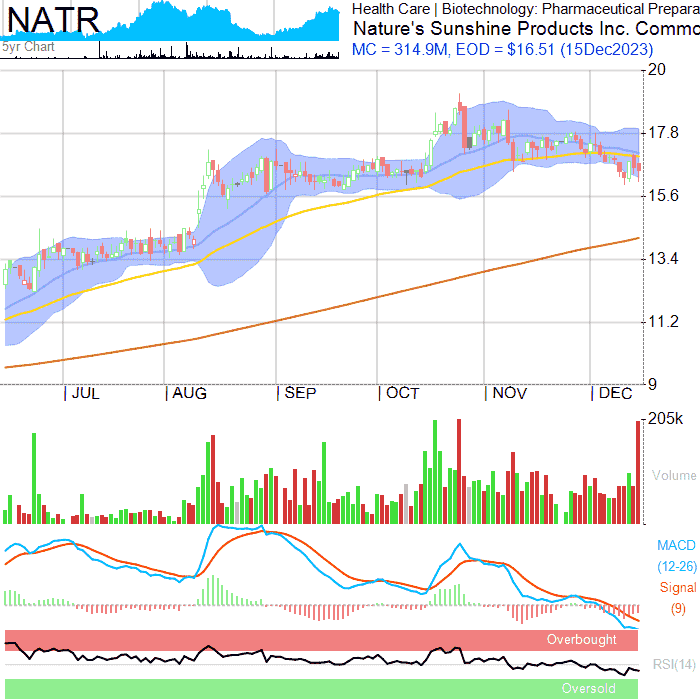 NATR
5yr Chart
Health Care | Biotechnology: Pharmaceutical Prepara
Nature's Sunshine Products Inc. Commo
MC = 314.9M, EOD = $16.51 (15Dec2023)
20
17.8
15.6
13.4
11.2
9
JUL
AUG
SEP
OCT
NOV
DEC
205k
Volume
MACD
(12-26)
Signal
(9)
Overbought
RSI(14)
Oversold